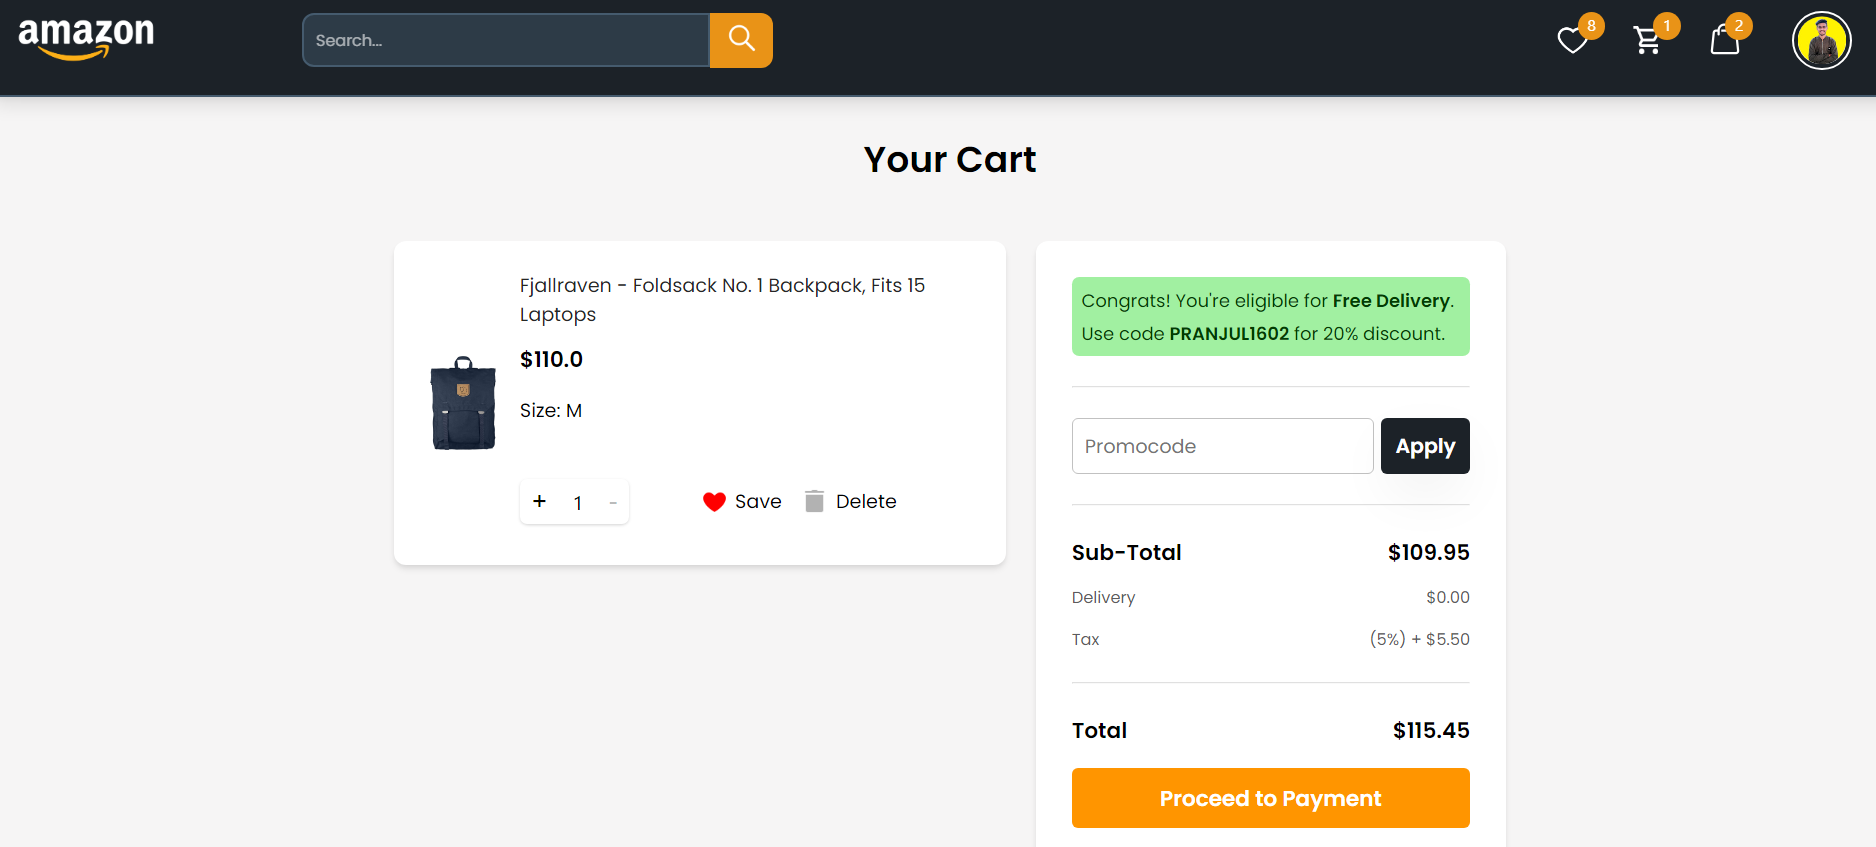 amazon
Search...
8
1
2
Your Cart
Fjallraven - Foldsack No. 1 Backpack, Fits 15
Laptops
$110.0
Size: M
+ 1 -
Save
Delete
Congrats! You're eligible for Free Delivery.
Use code PRANJUL1602 for 20% discount.
Promocode
Apply
Sub-Total $109.95
Delivery $0.00
Tax (5%) + $5.50
Total $115.45
Proceed to Payment